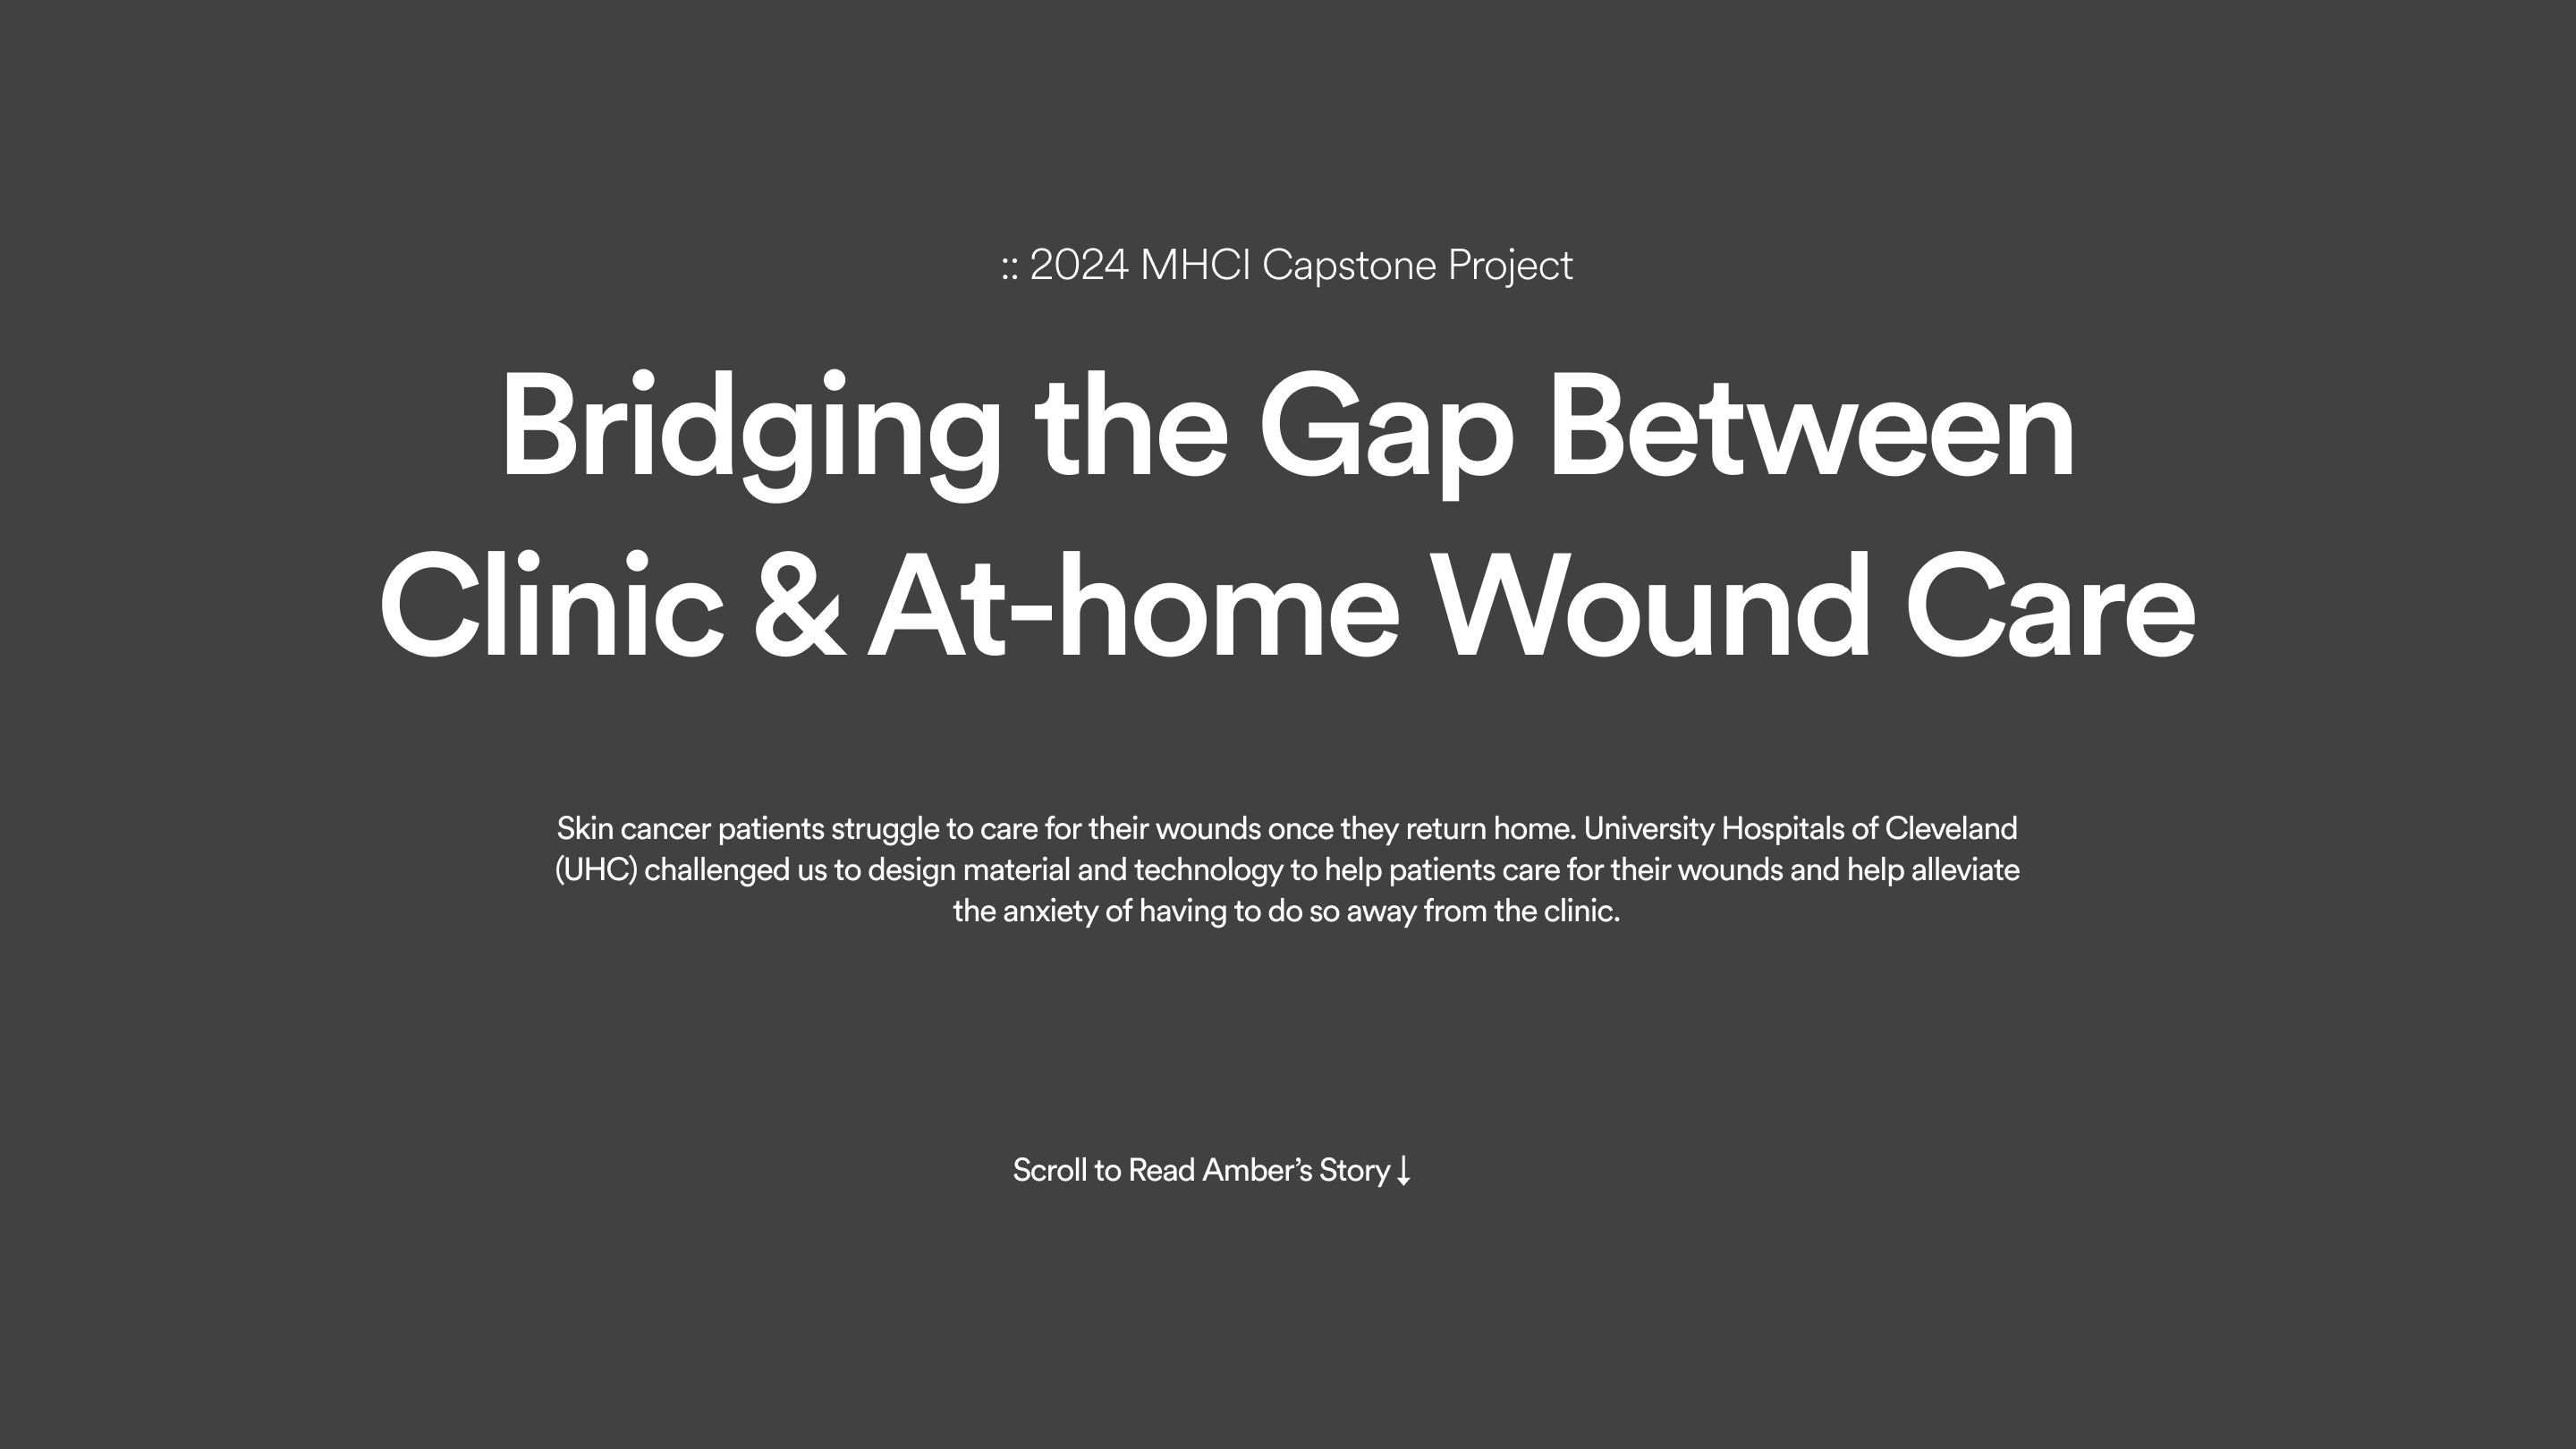 :: 2024 MHCI Capstone Project
Bridging the Gap Between
Clinic & At-home Wound Care
Skin cancer patients struggle to care for their wounds once they return home. University Hospitals of Cleveland
(UHC) challenged us to design material and technology to help patients care for their wounds and help alleviate
the anxiety of having to do so away from the clinic.
Scroll to Read Amber’s Story ↓